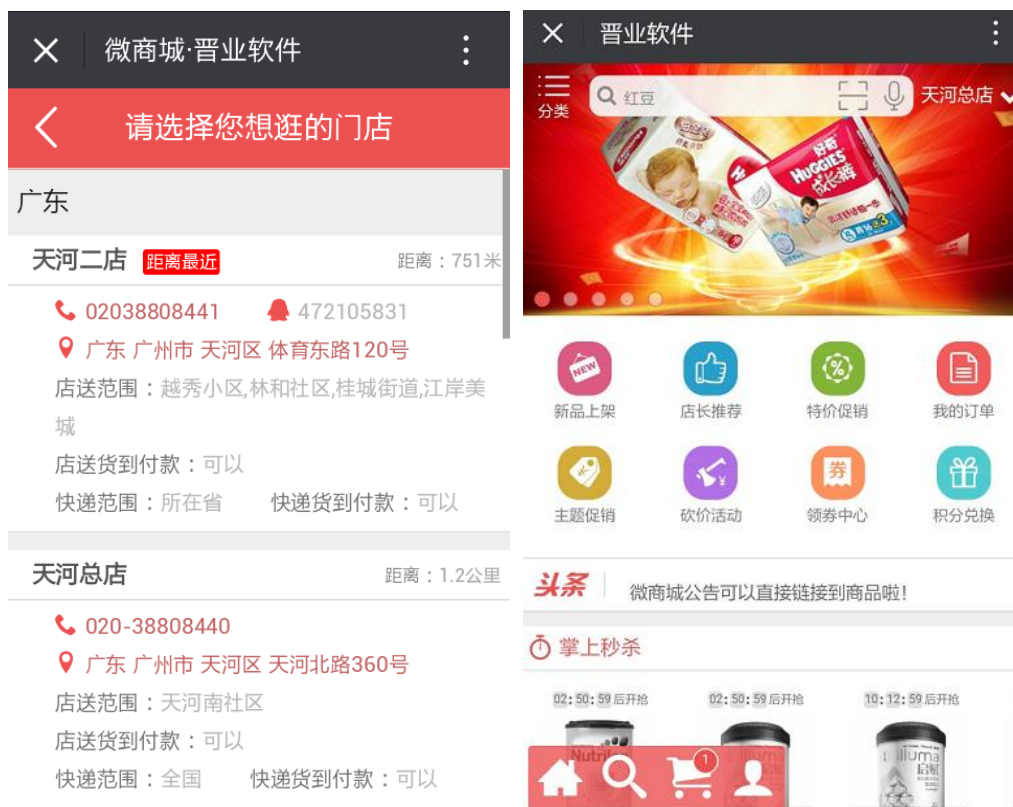 微商城·晋业软件
请选择您想逛的门店
广东
天河二店 距离最近 距离：751米
02038808441 472105831
广东 广州市 天河区 体育东路120号
店送范围：越秀小区,林和社区,桂城街道,江岸美
城
店送货到付款：可以
快递范围：所在省 快递货到付款：可以
天河总店 距离：1.2公里
020-38808440
广东 广州市 天河区 天河北路360号
店送范围：天河南社区
店送货到付款：可以
快递范围：全国 快递货到付款：可以
晋业软件
分类 红豆 天河总店
好奇
HUGGIES
成长裤
NEW
新品上架 店长推荐 特价促销 我的订单
券
主题促销 砍价活动 领券中心 积分兑换
头条 微商城公告可以直接链接到商品啦！
掌上秒杀
02:50:59后开抢 02:50:59后开抢 10:12:59后开抢
illuma
启赋
1